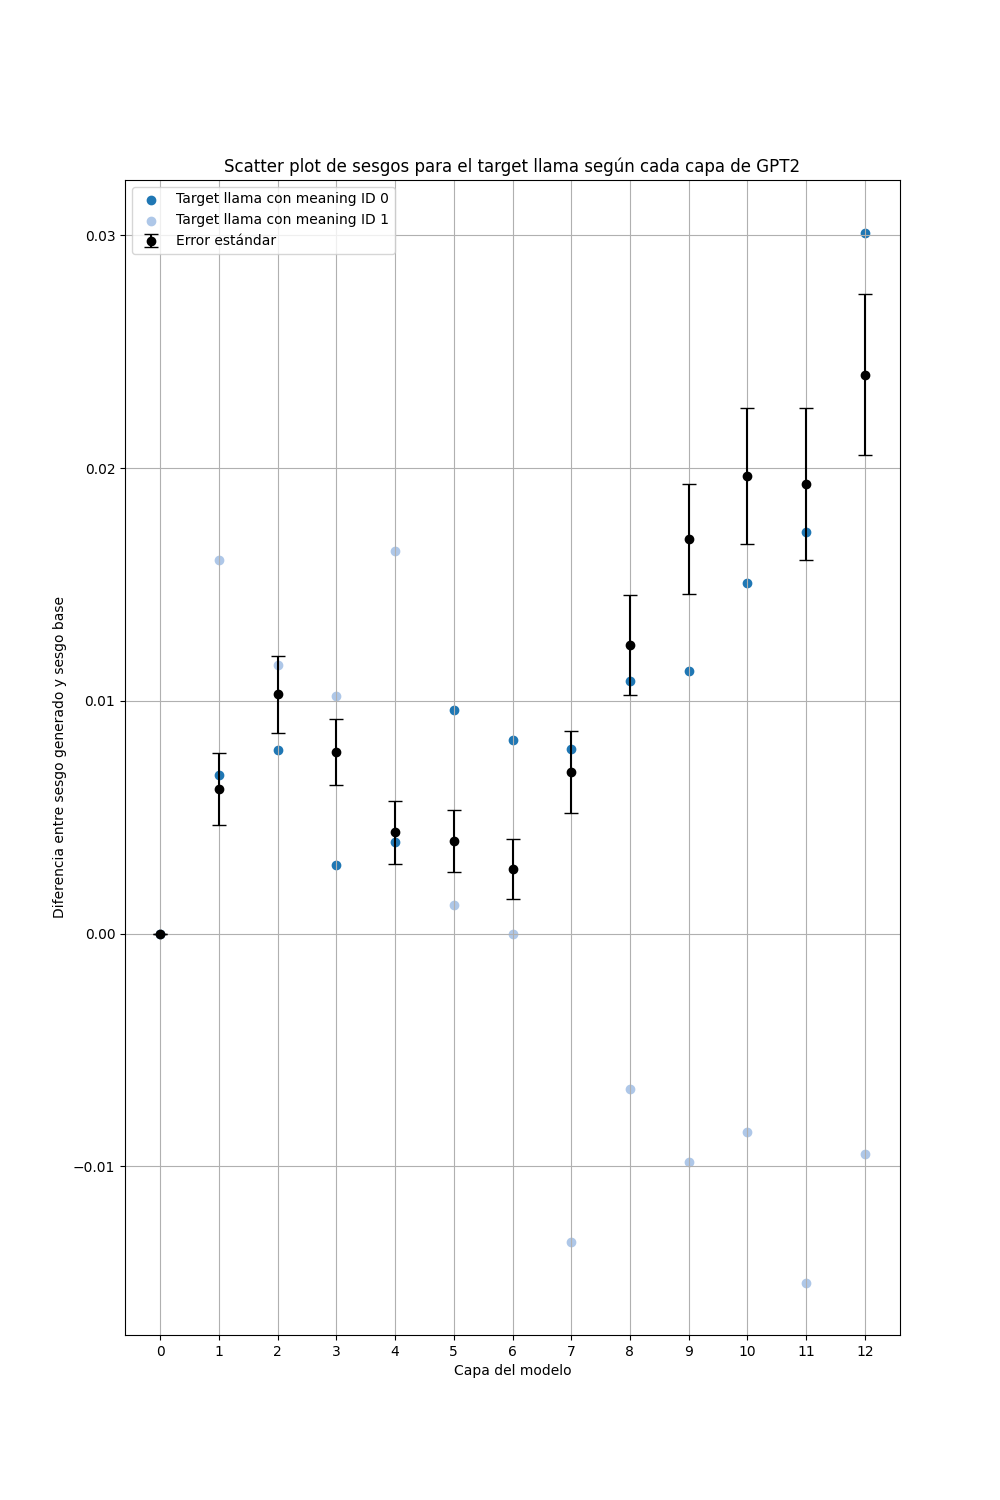 Scatter plot de sesgos para el target llama según cada capa de GPT2
Target llama con meaning ID 0
Target llama con meaning ID 1
Error estándar
0.03
0.02
0.01
0.00
−0.01
Diferencia entre sesgo generado y sesgo base
0 1 2 3 4 5 6 7 8 9 10 11 12
Capa del modelo